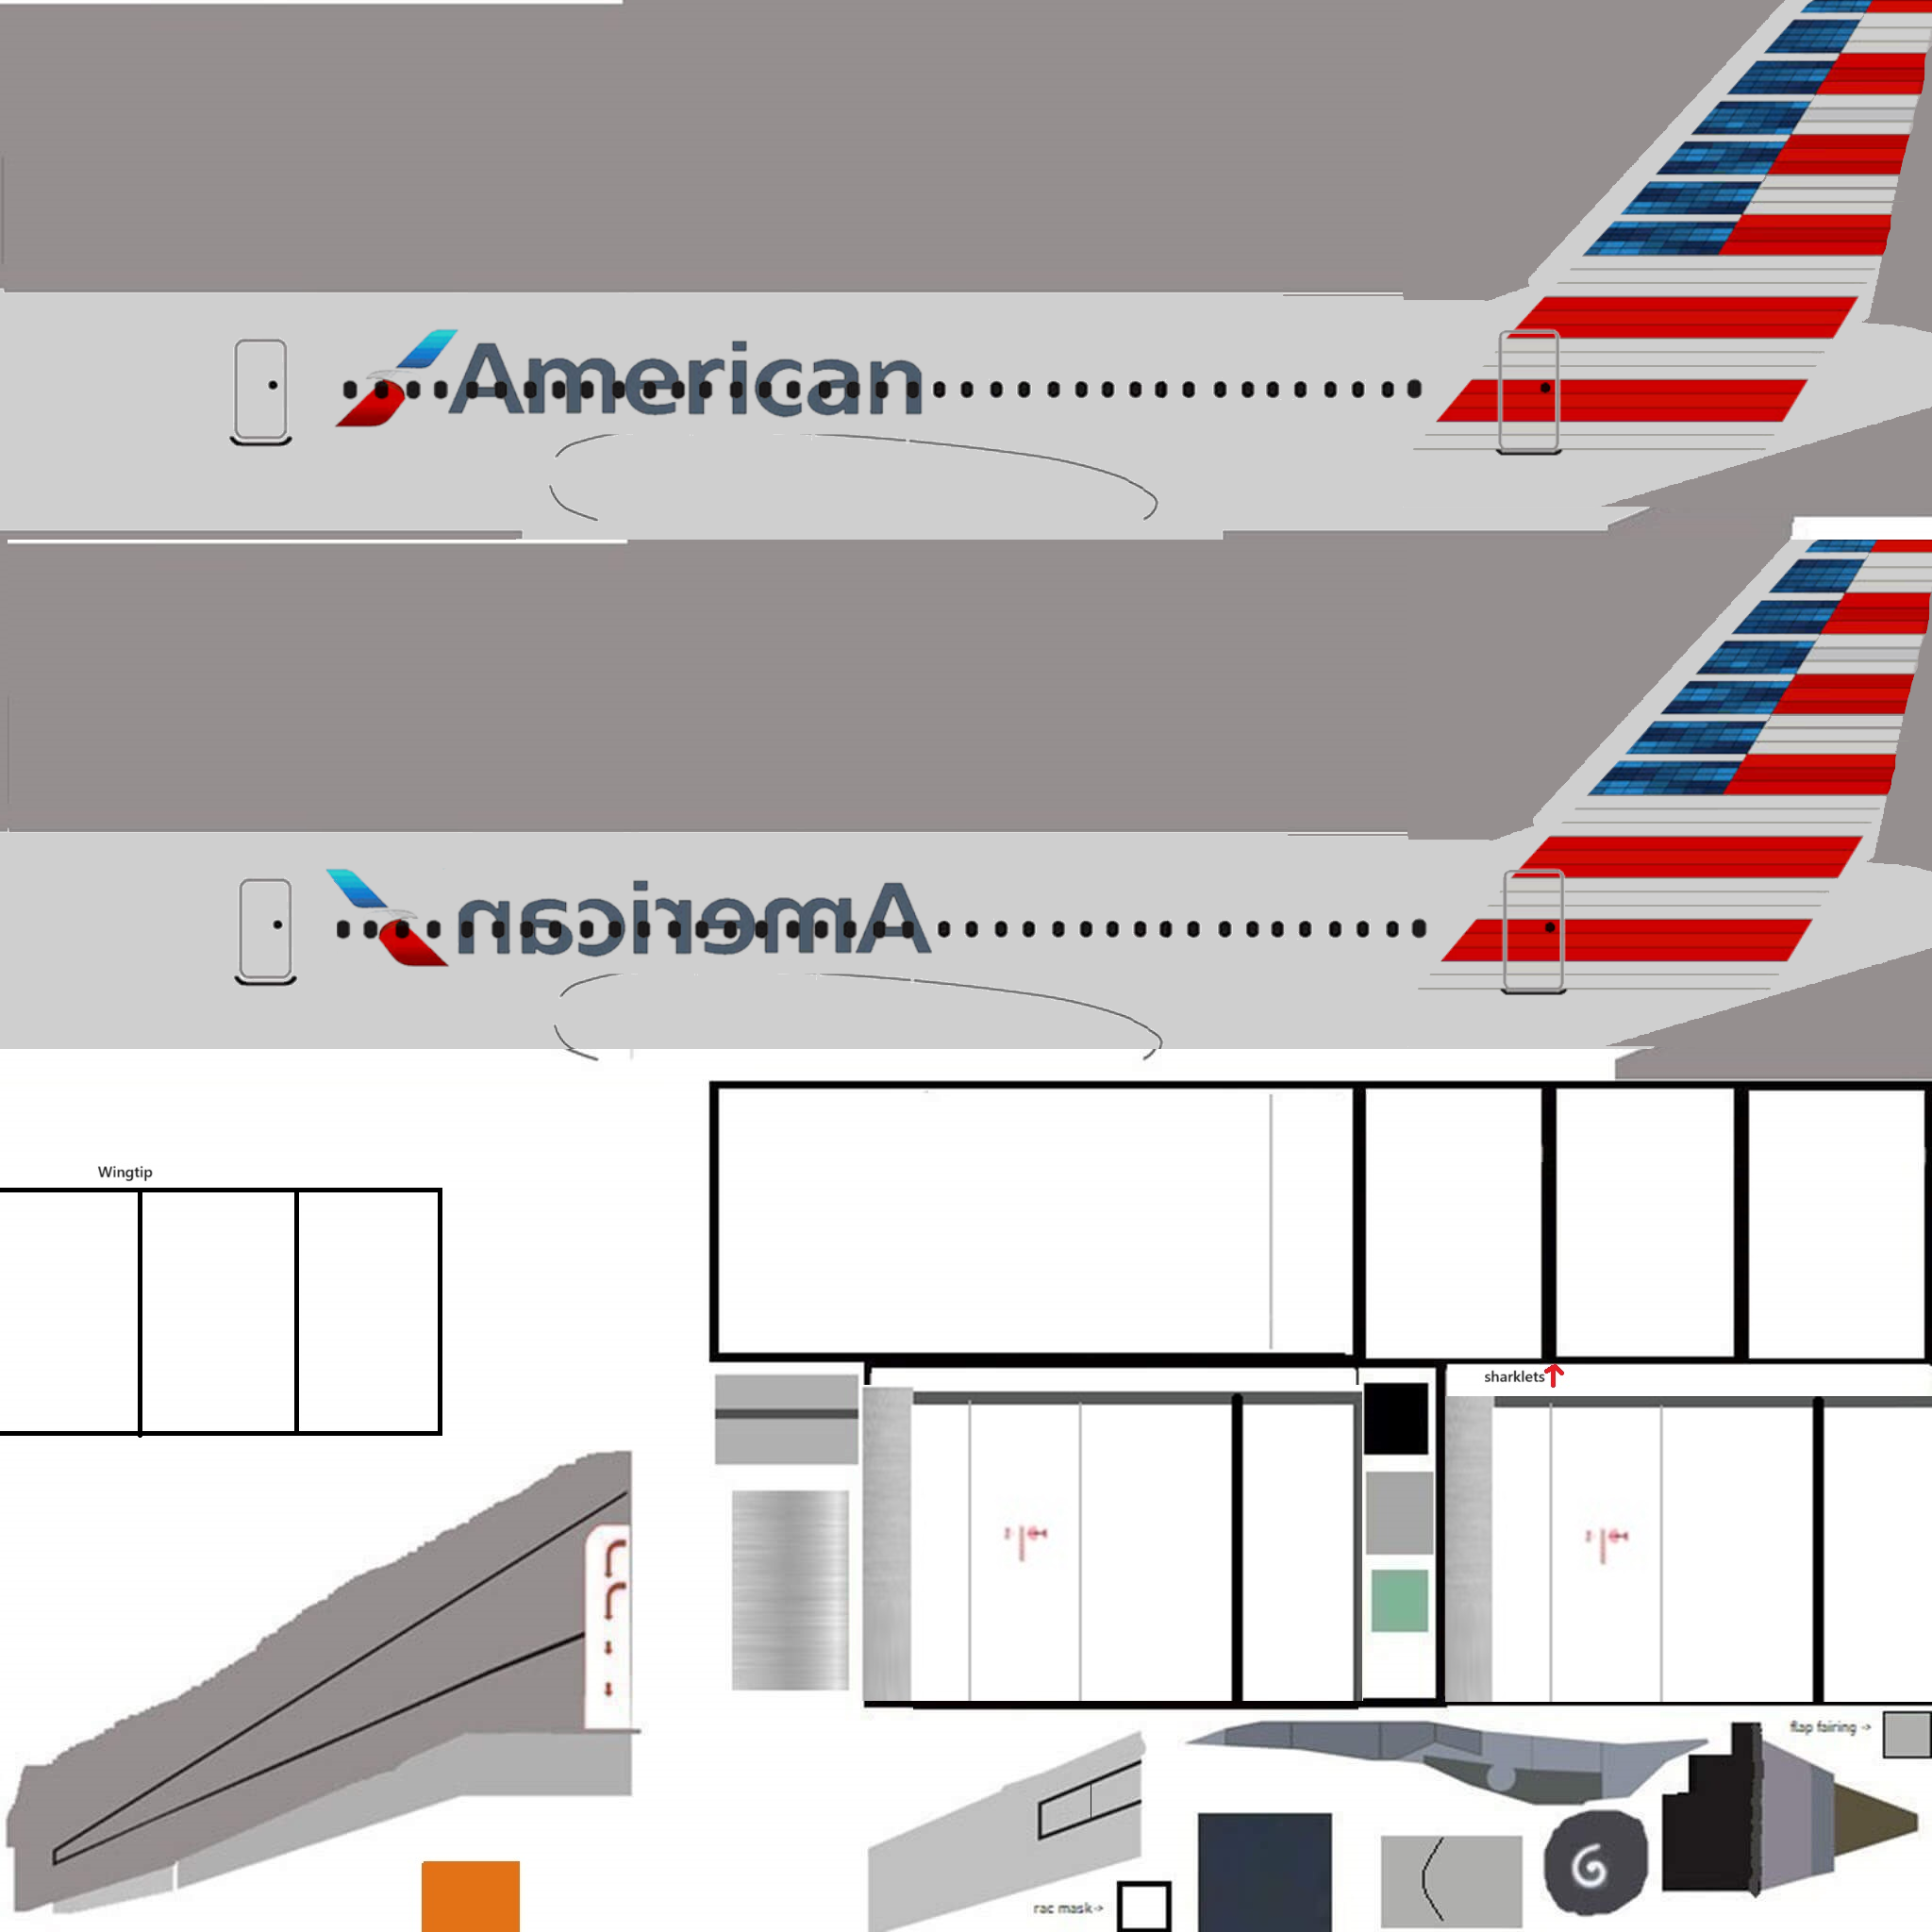 American
American
Wingtip
sharklets
flap fairing ->
rac mask->